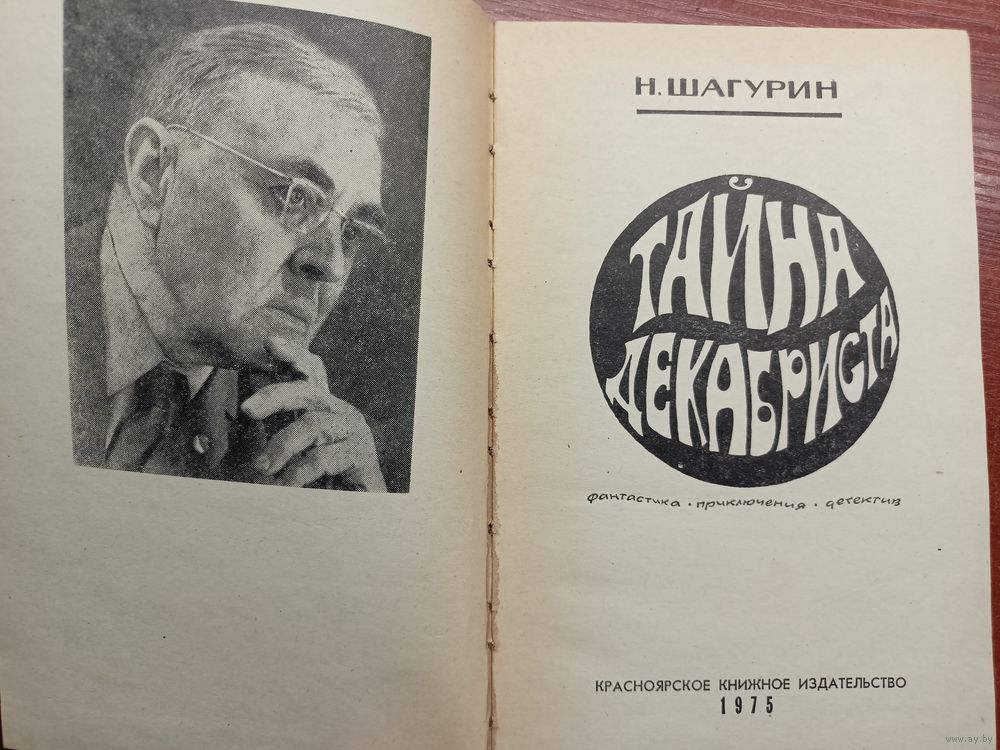 Н. ШАГУРИН
ТАЙНА
ДЕКАБРИСТА
фантастика · приключения · детектив
КРАСНОЯРСКОЕ КНИЖНОЕ ИЗДАТЕЛЬСТВО
1975
www.ay.by